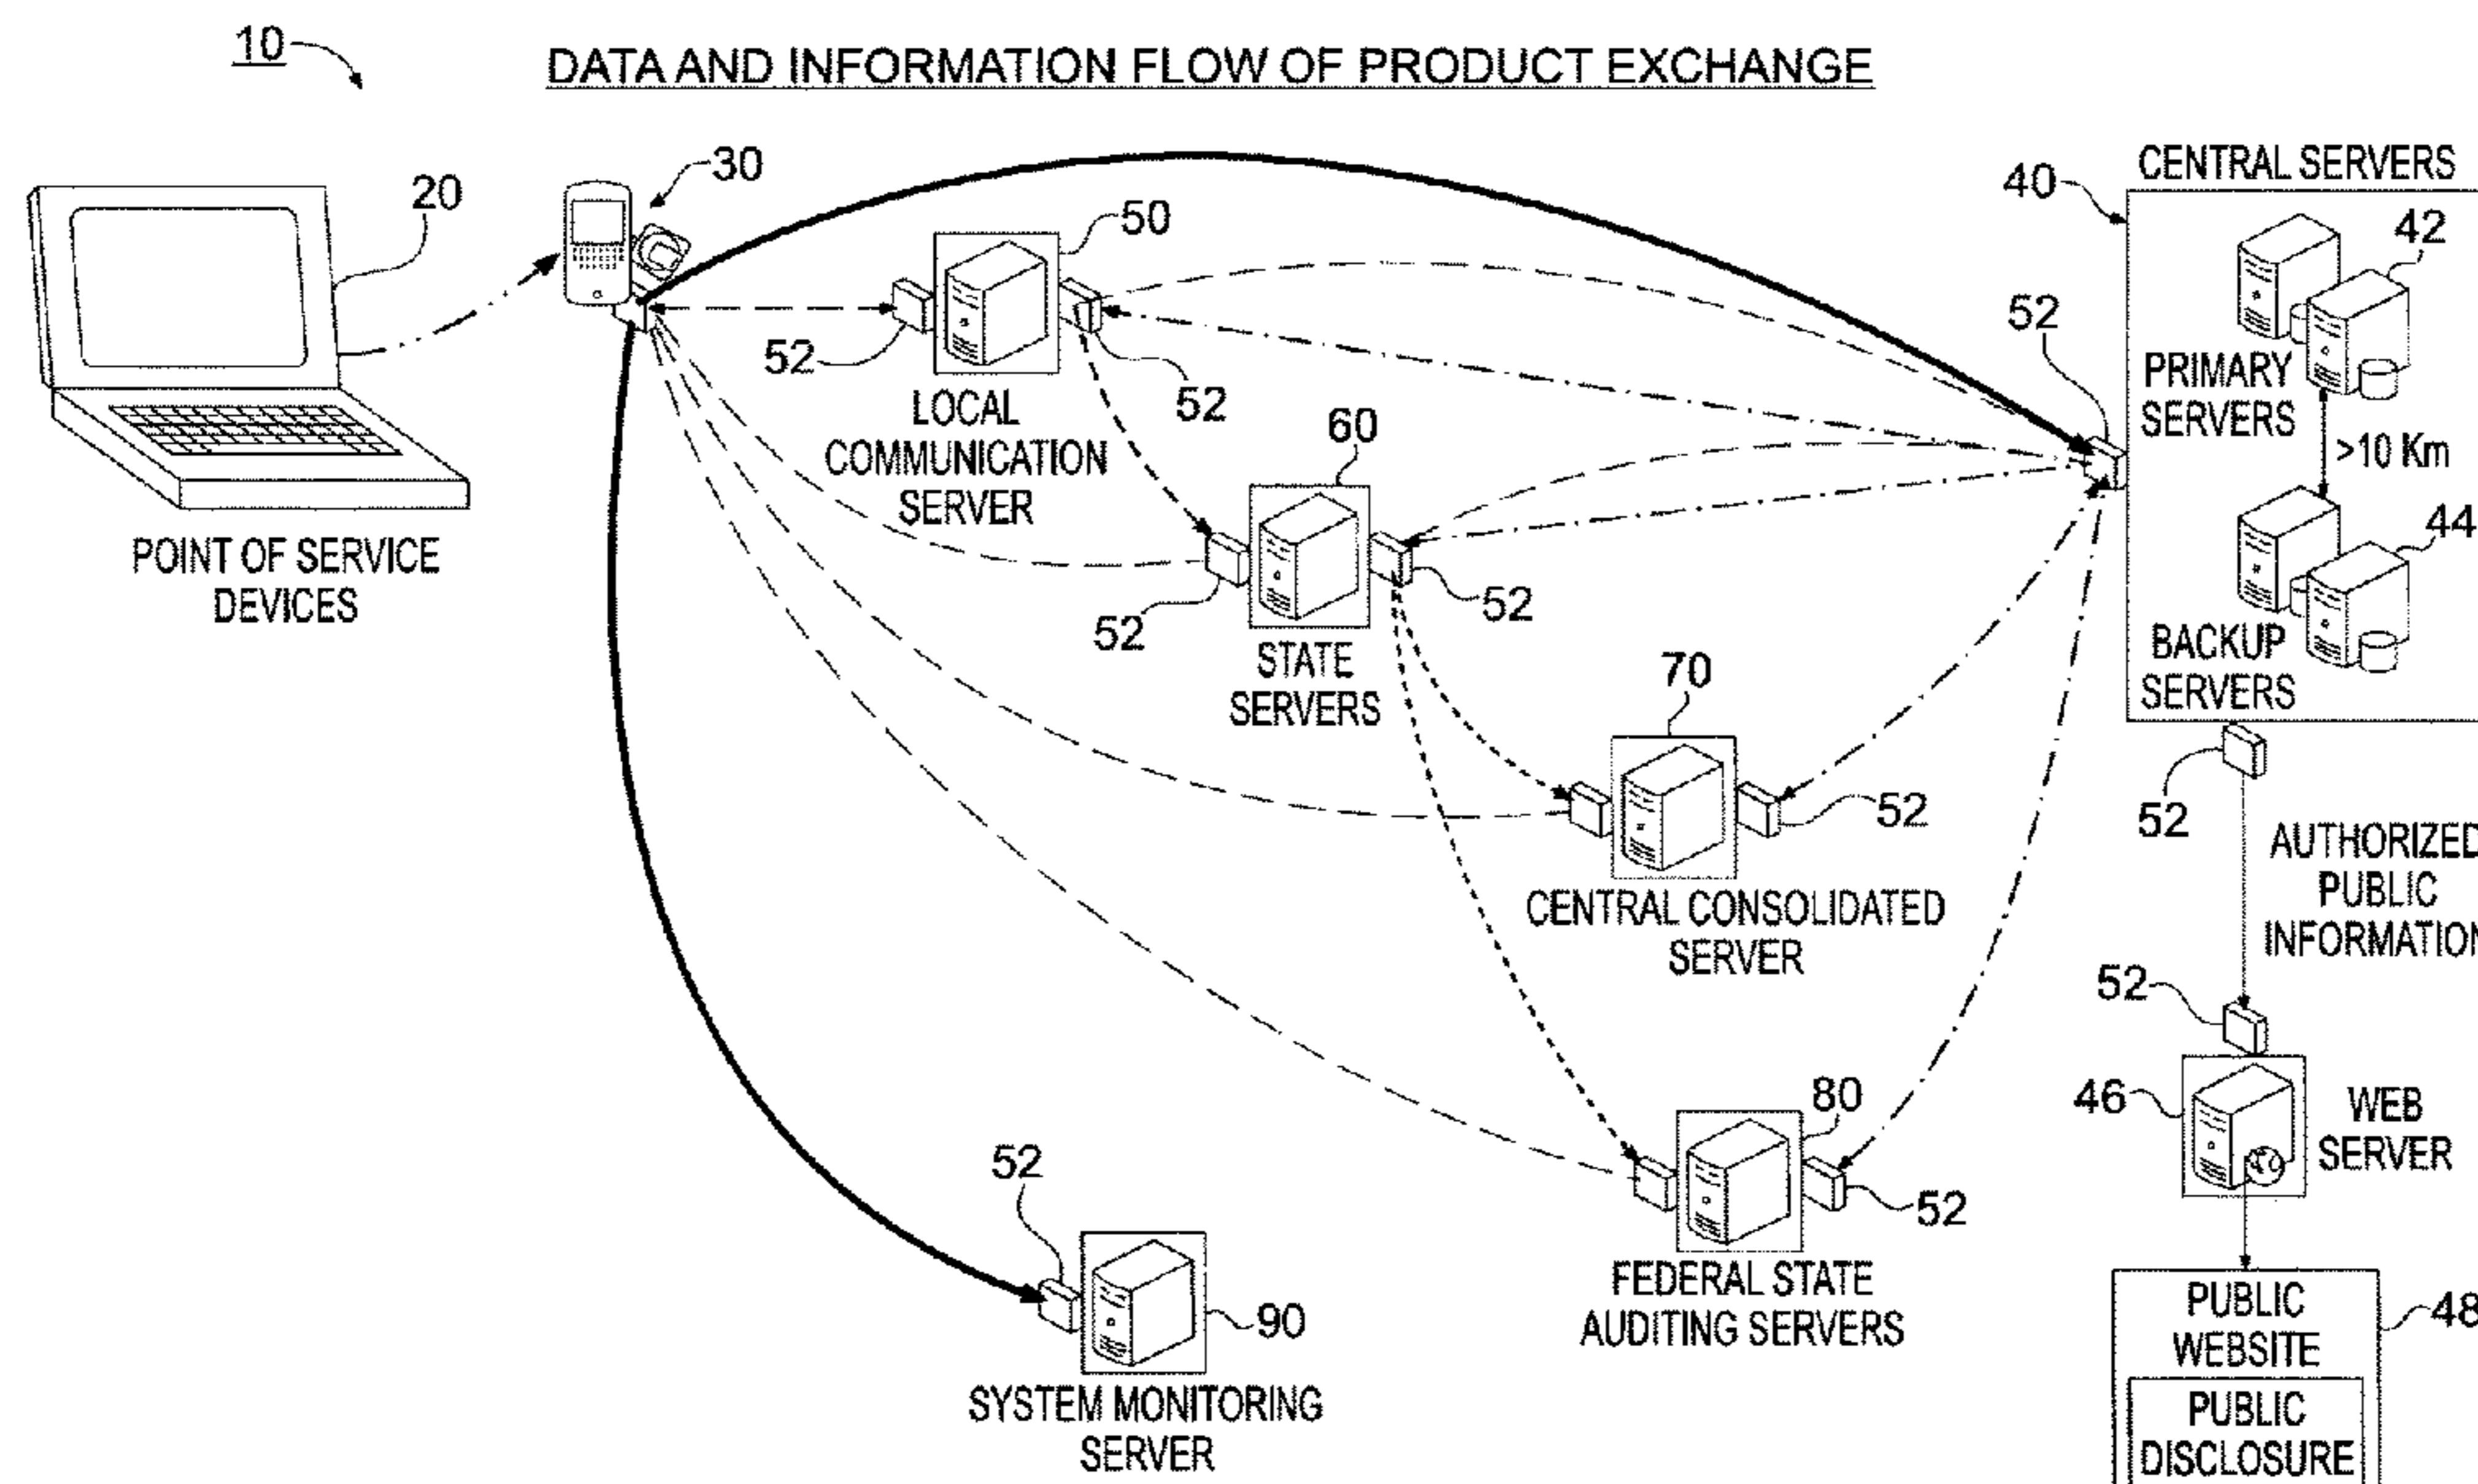 10
DATA AND INFORMATION FLOW OF PRODUCT EXCHANGE
20
POINT OF SERVICE
DEVICES
30
50
52
52
LOCAL
COMMUNICATION
SERVER
60
52
52
STATE
SERVERS
70
52
CENTRAL CONSOLIDATED
SERVER
80
52
FEDERAL STATE
AUDITING SERVERS
52
90
SYSTEM MONITORING
SERVER
CENTRAL SERVERS
40
42
52
PRIMARY
SERVERS
>10 Km
44
BACKUP
SERVERS
52
AUTHORIZED
PUBLIC
INFORMATION
52
46
WEB
SERVER
PUBLIC
WEBSITE
48
PUBLIC
DISCLOSURE